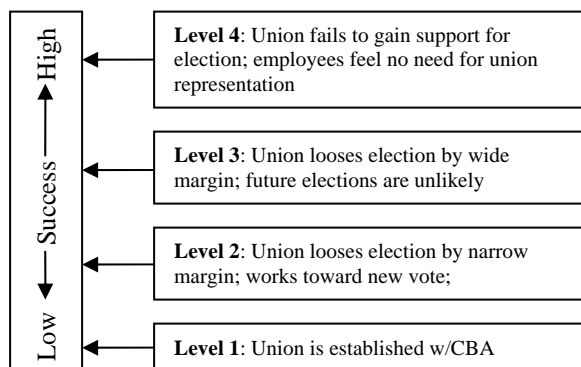 High
Success
Low
Level 4: Union fails to gain support for
election; employees feel no need for union
representation
Level 3: Union looses election by wide
margin; future elections are unlikely
Level 2: Union looses election by narrow
margin; works toward new vote;
Level 1: Union is established w/CBA